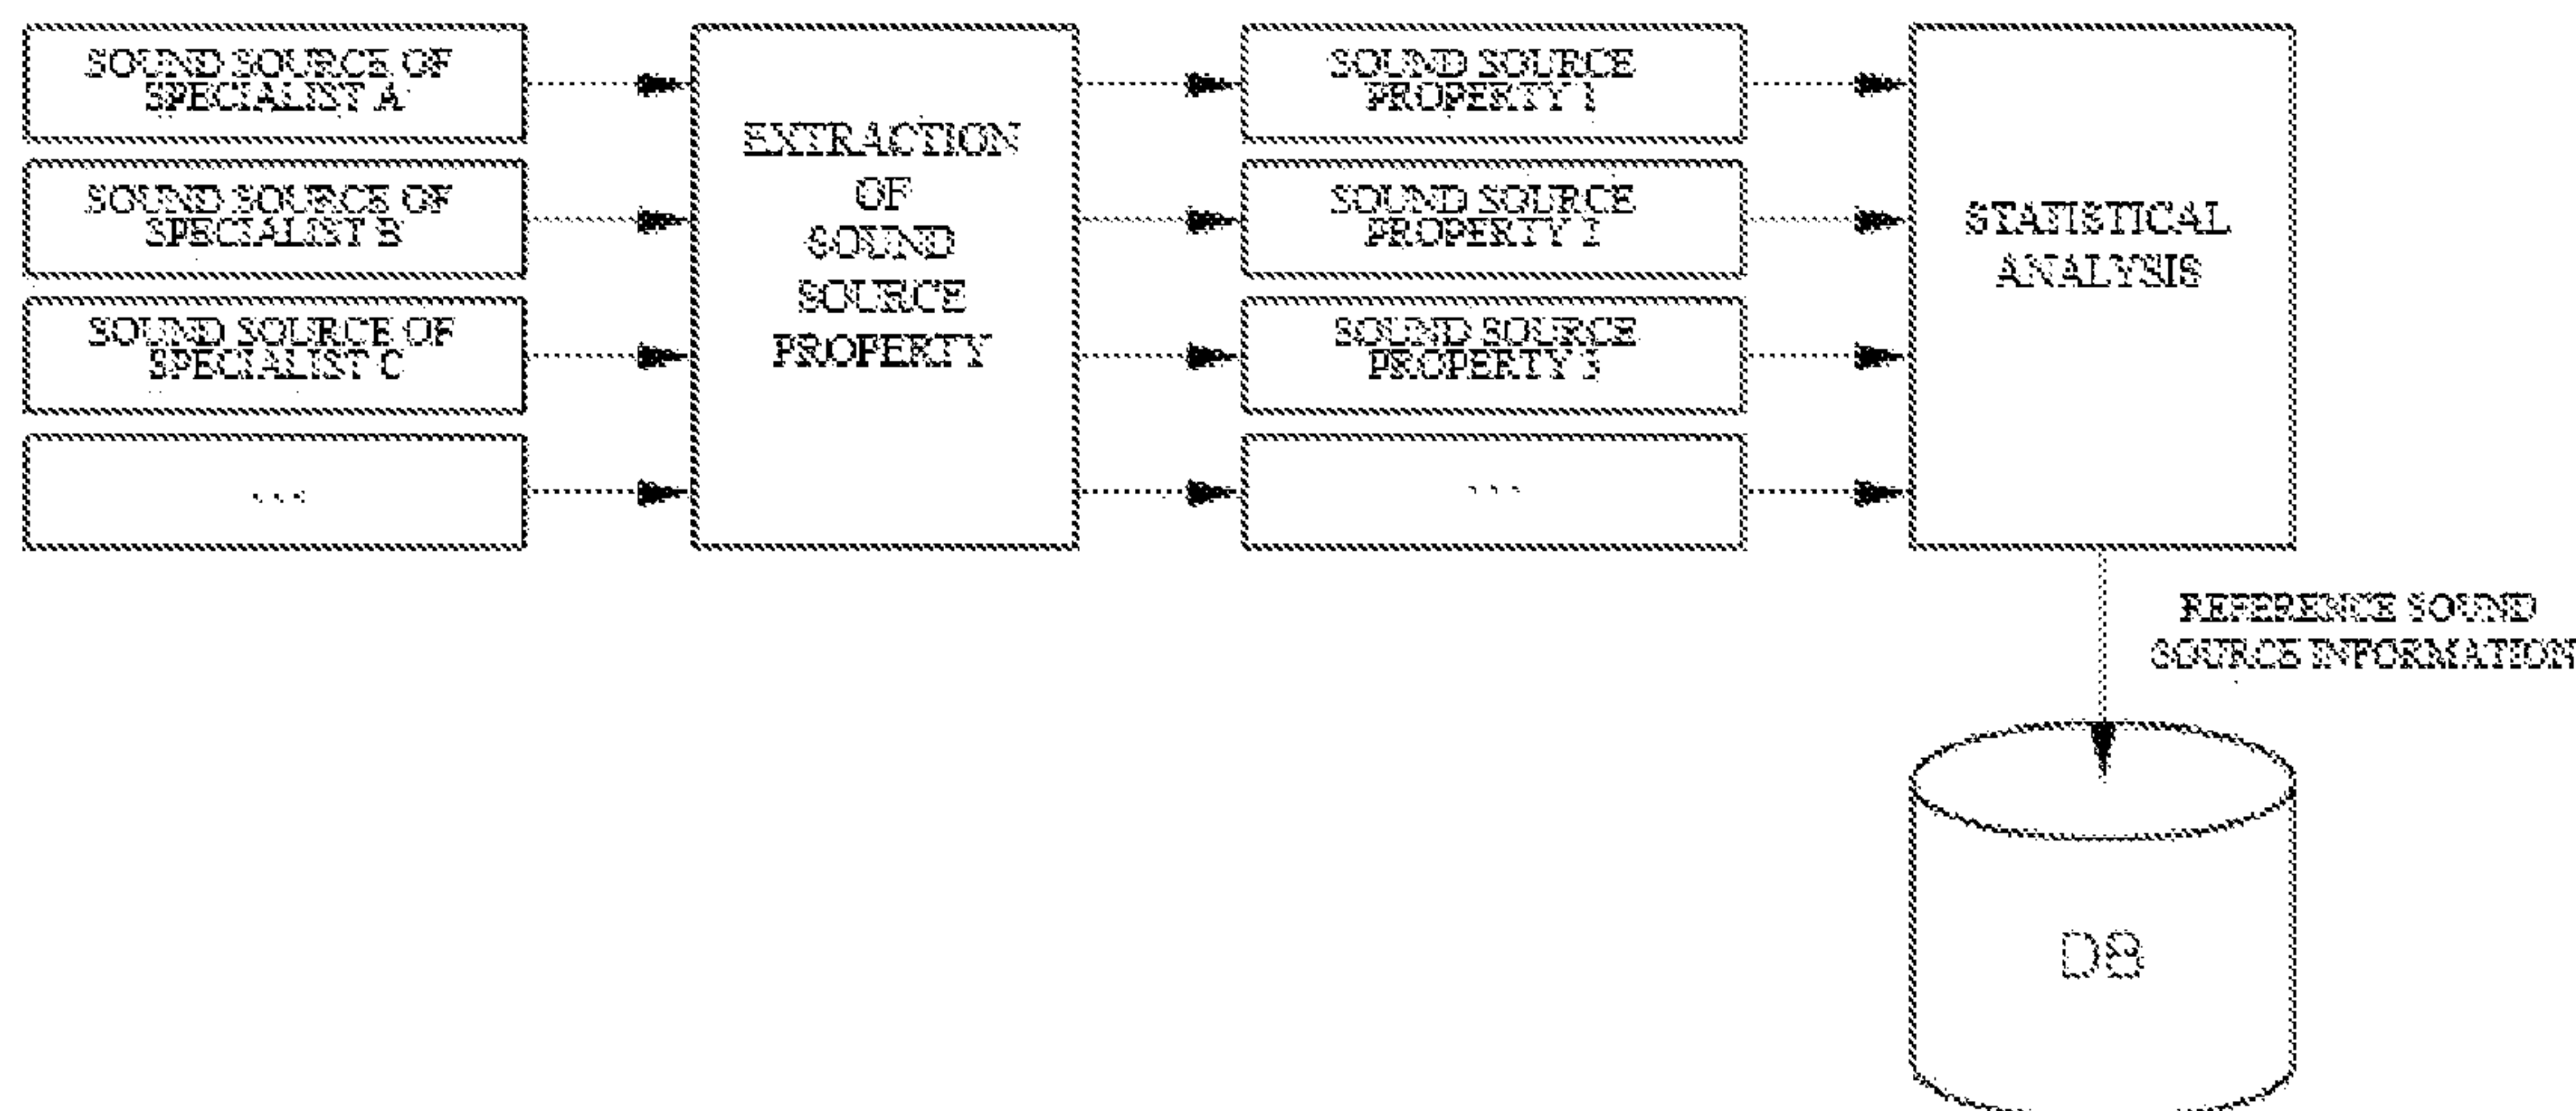 SOUND SOURCE OF
SPECIALIST A
SOUND SOURCE OF
SPECIALIST B
SOUND SOURCE OF
SPECIALIST C
...
EXTRACTION
OF
SOUND
SOURCE
PROPERTY
SOUND SOURCE
PROPERTY 1
SOUND SOURCE
PROPERTY 2
SOUND SOURCE
PROPERTY 3
...
STATISTICAL
ANALYSIS
REFERENCE SOUND
SOURCE INFORMATION
DB